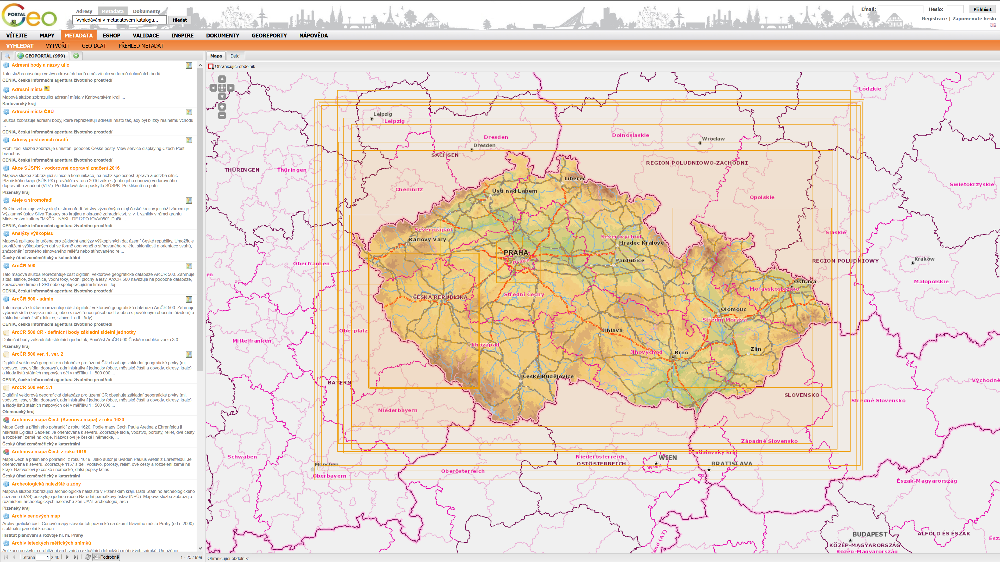 PORTAL
Geo
Adresy Metadata Dokumenty
Vyhledávání v metadatovém katalogu... Hledat
Email: Heslo: Přihlásit
Registrace | Zapomenuté heslo
VÍTEJTE MAPY METADATA ESHOP VALIDACE INSPIRE DOKUMENTY GEOREPORTY NÁPOVĚDA
VYHLEDAT VYTVOŘIT GEO-DCAT PŘEHLED METADAT
GEOPORTÁL (999)
Adresní body a názvy ulic
Tato služba obsahuje vrstvy adresních bodů a názvů ulic ve formě definičních bodů. ...
CENIA, česká informační agentura životního prostředí
Adresní místa
Mapová služba zobrazující adresní místa v Karlovarském kraji ...
Karlovarský kraj
Adresní místa ČSÚ
Služba zobrazuje adresní body, které reprezentují adresní místo tak, aby byl blízký reálnému vchodu
...
CENIA, česká informační agentura životního prostředí
Adresy poštovních úřadů
Prohlížecí služba zobrazuje umístění poboček České pošty. View service displaying Czech Post
branches. ...
CENIA, česká informační agentura životního prostředí
Akce SÚSPK - vodorovné dopravní značení 2016
Mapová služba zobrazující silnice a komunikace, na nichž společnost Správa a údržba silnic
Plzeňského kraje (SÚS PK) prováděla v roce 2016 zákres (nebo jeho obnovu) vodorovného
dopravního značení (VDZ). Podkladová data poskytla SÚSPK. Po kliknutí na patři ...
Plzeňský kraj
Aleje a stromořadí
Služba zobrazuje vrstvy alejí a stromořadí. Vrstvy význačných alejí české krajiny jejichž tvůrcem je
Výzkumný ústav Silva Taroucy pro krajinu a okrasné zahradnictví, v. v. i. vznikly v rámci grantu
Ministerstva kultury "MKČR - NAKI - DF12PO1OVV050". Další ...
CENIA, česká informační agentura životního prostředí
Analýzy výškopisu
Mapová aplikace je určena pro základní analýzy výškopisných dat území České republiky. Umožňuje
prohlížení výškopisných dat ve formě obarveného stínovaného reliéfu, sklonitosti a orientace svahů,
znázornění prostého stínovaného reliéfu nebo stínovaného re ...
Český úřad zeměměřický a katastrální
ArcČR 500
Tato mapová služba reprezentuje část digitální vektorové geografické databáze ArcČR 500. Zahrnuje
sídla, silnice, železnice, vodní toky, vodní plochy a lesy. ArcČR 500 navazuje na podobné databáze,
zpracované firmou ESRI nebo spolupracujícími firmami. Jej ...
CENIA, česká informační agentura životního prostředí
ArcČR 500 - admin
Tato mapová služba reprezentuje část digitální vektorové geografické databáze ArcČR 500. Zahrnuje
vybraná sídla (krajská města, obce s rozšířenou působností a obce s pověřeným obecním úřadem) a
základní silniční síť (dálnice, silnice I. a II. třídy). ...
CENIA, česká informační agentura životního prostředí
ArcČR 500 ČR - definiční body základní sídelní jednotky
Definiční body základních sídelních jednotek; Součást ArcČR 500 Česká republika verze 3.0 ...
Plzeňský kraj
ArcČR 500 ver. 1, ver. 2
Digitální vektorová geografická databáze pro území ČR obsahuje základní geografické prvky (mj.
vodstvo, lesy, sídla, doprava), administrativní jednotky (obce, městské části a obvody, okresy, kraje)
a klady listů státních mapových děl v měřítku 1 : 500 000 ...
CENIA, česká informační agentura životního prostředí
ArcČR 500 ver. 3.1
Digitální vektorová geografická databáze pro území ČR obsahuje základní geografické prvky (mj.
vodstvo, lesy, sídla, doprava), administrativní jednotky (obce, městské části a obvody, okresy, kraje)
a klady listů státních mapových děl v měřítku 1 : 500 000 ...
Olomoucký kraj
Aretinova mapa Čech (Kaeriova mapa) z roku 1620
Mapa Čech a přilehlého pohraničí z roku 1620. Podle mapy Čech Paula Aretina z Ehrenfeldu ji
nakreslil Egidius Sadeler. Je orientována k severu. Zobrazuje sídla, vodstvo, porosty, reliéf, dvě cesty
a rozdělení země na kraje. Názvosloví je české i německé, ...
Český úřad zeměměřický a katastrální
Aretinova mapa Čech z roku 1619
Mapa Čech a přilehlého pohraničí z roku 1619. Jako autor je uváděn Paulus Aretin z Ehrenfeldu. Je
orientována k severu. Zobrazuje 1157 sídel, vodstvo, porosty, reliéf, dvě cesty a rozdělení země na
kraje. Názvosloví je české i německé, další popisy latins ...
Český úřad zeměměřický a katastrální
Archeologická naleziště a zóny
Mapová služba zobrazující archeologická naleziště v Plzeňském kraji. Data Státního archeologického
seznamu (SAS) poskytuje jednou ročně Národní památkový ústav (NPÚ). Mapová služba zobrazuje
rozmístění archeologických nalezišť a zón ÚAN. archeologie, arch ...
Plzeňský kraj
Archiv cenových map
Archiv grafické části Cenové mapy stavebních pozemků na území hlavního města Prahy (od r. 2000)
s aktuální parcelní kresbou ...
Institut plánování a rozvoje hl. m. Prahy
Archiv leteckých měřických snímků
Aplikace poskytuje prohlížení archivních i aktuálních leteckých měřických snímků. Umožňuje
Strana 1 z 40 Podrobně 1 - 25 / 999
Mapa Detail
Ohraničující obdélník
Lódzkie
Leipzig
Leipzig
Dresden
Dolnoslaskie
Wrocław
Dresden
SACHSEN
REGION POLUDNIOWO-ZACHODNI
THÜRINGEN Thüringen
Liberec
Swietokrzyskie
Chemnitz
Ústí nad Labem
Opolskie
Severozápad
Slaskie
Karlovy Vary
Severovýchod
Hradec Králové
PRAHA
Praha
Pardubice
REGION POLUDNIOWY
Kraków
Oberfranken
en
Ostrava
Malopolskie
Moravskoslezsko
Střední Čechy
ČESKÁ REPUBLIKA
Olomouc
Střední Morava
Oberpfalz
Jihlava
Mittelfranken
Jihozápad
Zlín
Jihovýchod
Brno
České Budějovice
Východné
BAYERN
SLOVENSKO
Stredné Slovensko
Niederbayern
Západné Slovensko
Bratislavský kraj
Schwaben
Niederösterreich
WIEN
OSTÖSTERREICH
Wien
BRATISLAVA
München
Oberösterreich
Oberbayern
Észak-Magyarország
land (AT)
BUDAPEST
ALFÖLD ÉS ÉSZAK
Észa
KÖZÉP-MAGYARORSZÁG
Közép-Magyarország
Ohraničující obdélník: